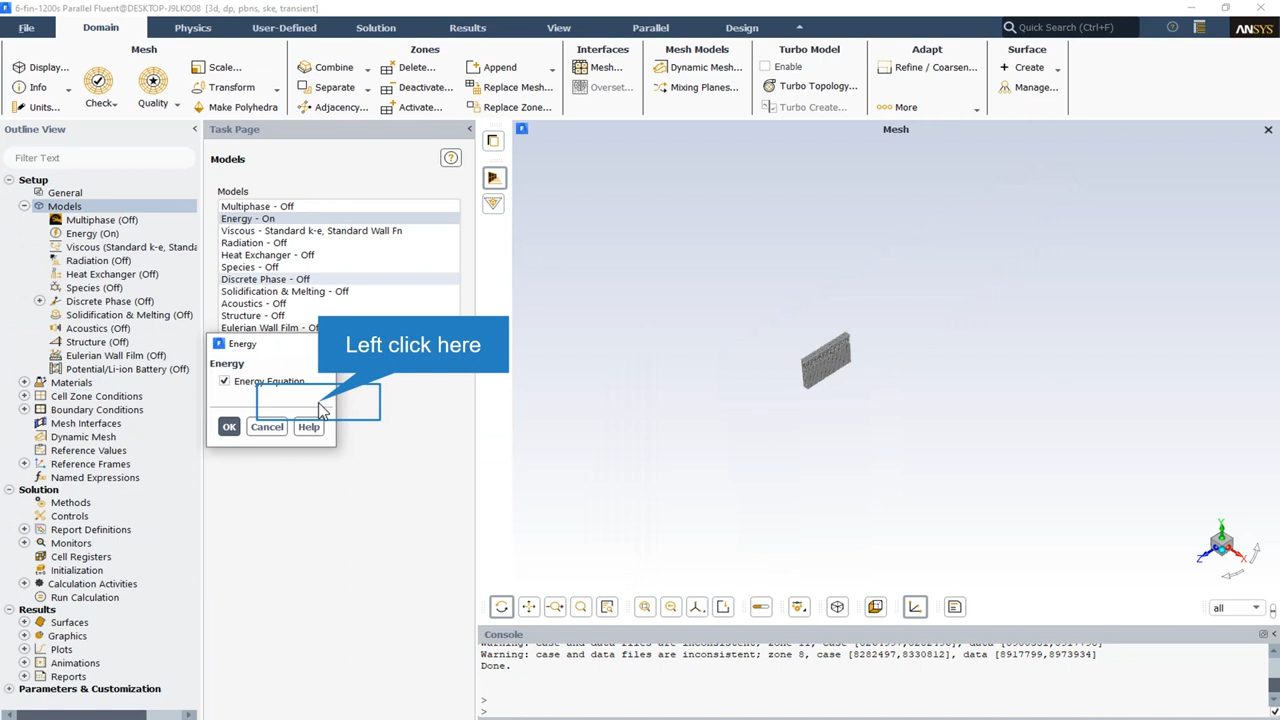 6-fin-1200s Parallel Fluent@DESKTOP-J9LKO08 [3d, dp, pbns, ske, transient]
File Domain Physics User-Defined Solution Results View Parallel Design Quick Search (Ctrl+F) ANSYS
Mesh Zones Interfaces Mesh Models Turbo Model Adapt Surface
Display... Scale... Combine Delete... Append Mesh... Dynamic Mesh... Enable Refine / Coarsen... Create
Info Check Quality Transform Separate Deactivate... Replace Mesh... Overset... Mixing Planes... Turbo Topology... Manage...
Units... Make Polyhedra Adjacency... Activate... Replace Zone... Turbo Create... More
Outline View
Task Page
Mesh
Filter Text
Setup
General
Models
Multiphase (Off)
Energy (On)
Viscous (Standard k-e, Standa
Radiation (Off)
Heat Exchanger (Off)
Species (Off)
Discrete Phase (Off)
Solidification & Melting (Off)
Acoustics (Off)
Structure (Off)
Eulerian Wall Film (Off)
Potential/Li-ion Battery (Off)
Materials
Cell Zone Conditions
Boundary Conditions
Mesh Interfaces
Dynamic Mesh
Reference Values
Reference Frames
Named Expressions
Solution
Methods
Controls
Report Definitions
Monitors
Cell Registers
Initialization
Calculation Activities
Run Calculation
Results
Surfaces
Graphics
Plots
Animations
Reports
Parameters & Customization
Models
Models
Multiphase - Off
Energy - On
Viscous - Standard k-e, Standard Wall Fn
Radiation - Off
Heat Exchanger - Off
Species - Off
Discrete Phase - Off
Solidification & Melting - Off
Acoustics - Off
Structure - Off
Eulerian Wall Film - Of
Energy
Energy
Energy Equation
OK Cancel Help
Left click here
Y
Z
X
all
Console
Warning: case and data files are inconsistent; zone 8, case [8282497,8330812], data [8917799,8973934]
Done.
>
>